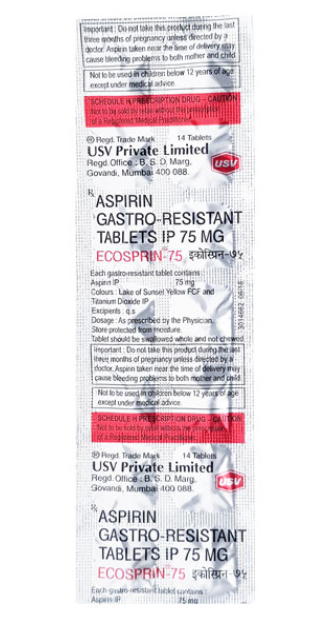 Important : Do not take this product during the last
three months of pregnancy unless directed by a
doctor. Aspirin taken near the time of delivery may
cause bleeding problems to both mother and child.
Not to be used in children below 12 years of age
except under medical advice.
SCHEDULE H PRESCRIPTION DRUG - CAUTION
Not to be sold by retail without the prescription
of a Registered Medical Practitioner.
® Regd. Trade Mark 14 Tablets
USV Private Limited
Regd. Office : B. S. D. Marg,
Govandi, Mumbai 400 088.
USV
℞
ASPIRIN
GASTRO-RESISTANT
TABLETS IP 75 MG
ECOSPRIN®-75 इकोस्प्रिन-७५
Each gastro-resistant tablet contains :
Aspirin IP 75 mg
Colours : Lake of Sunset Yellow FCF and
Titanium Dioxide IP
Excipients : q.s
Dosage : As prescribed by the Physician.
Store protected from moisture.
Tablet should be swallowed whole and not chewed.
Important : Do not take this product during the last
three months of pregnancy unless directed by a
doctor. Aspirin taken near the time of delivery may
cause bleeding problems to both mother and child.
Not to be used in children below 12 years of age
except under medical advice.
SCHEDULE H PRESCRIPTION DRUG - CAUTION
Not to be sold by retail without the prescription
of a Registered Medical Practitioner.
® Regd. Trade Mark 14 Tablets
USV Private Limited
Regd. Office : B. S. D. Marg,
Govandi, Mumbai 400 088.
USV
℞
ASPIRIN
GASTRO-RESISTANT
TABLETS IP 75 MG
ECOSPRIN®-75 इकोस्प्रिन-७५
Each gastro-resistant tablet contains :
Aspirin IP 75 mg